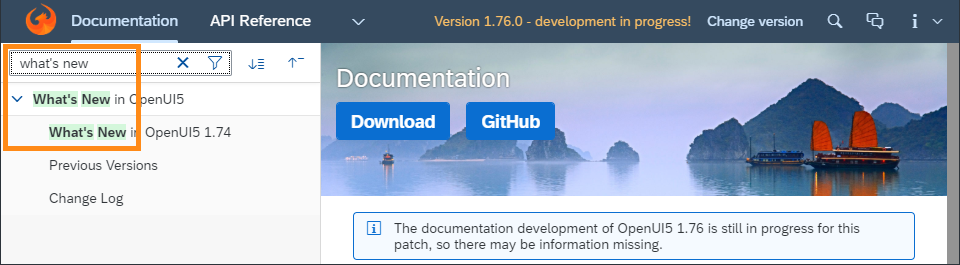 Documentation API Reference Version 1.76.0 - development in progress! Change version
what's new
What's New in OpenUI5
What's New in OpenUI5 1.74
Previous Versions
Change Log
Documentation
Download GitHub
The documentation development of OpenUI5 1.76 is still in progress for this
patch, so there may be information missing.